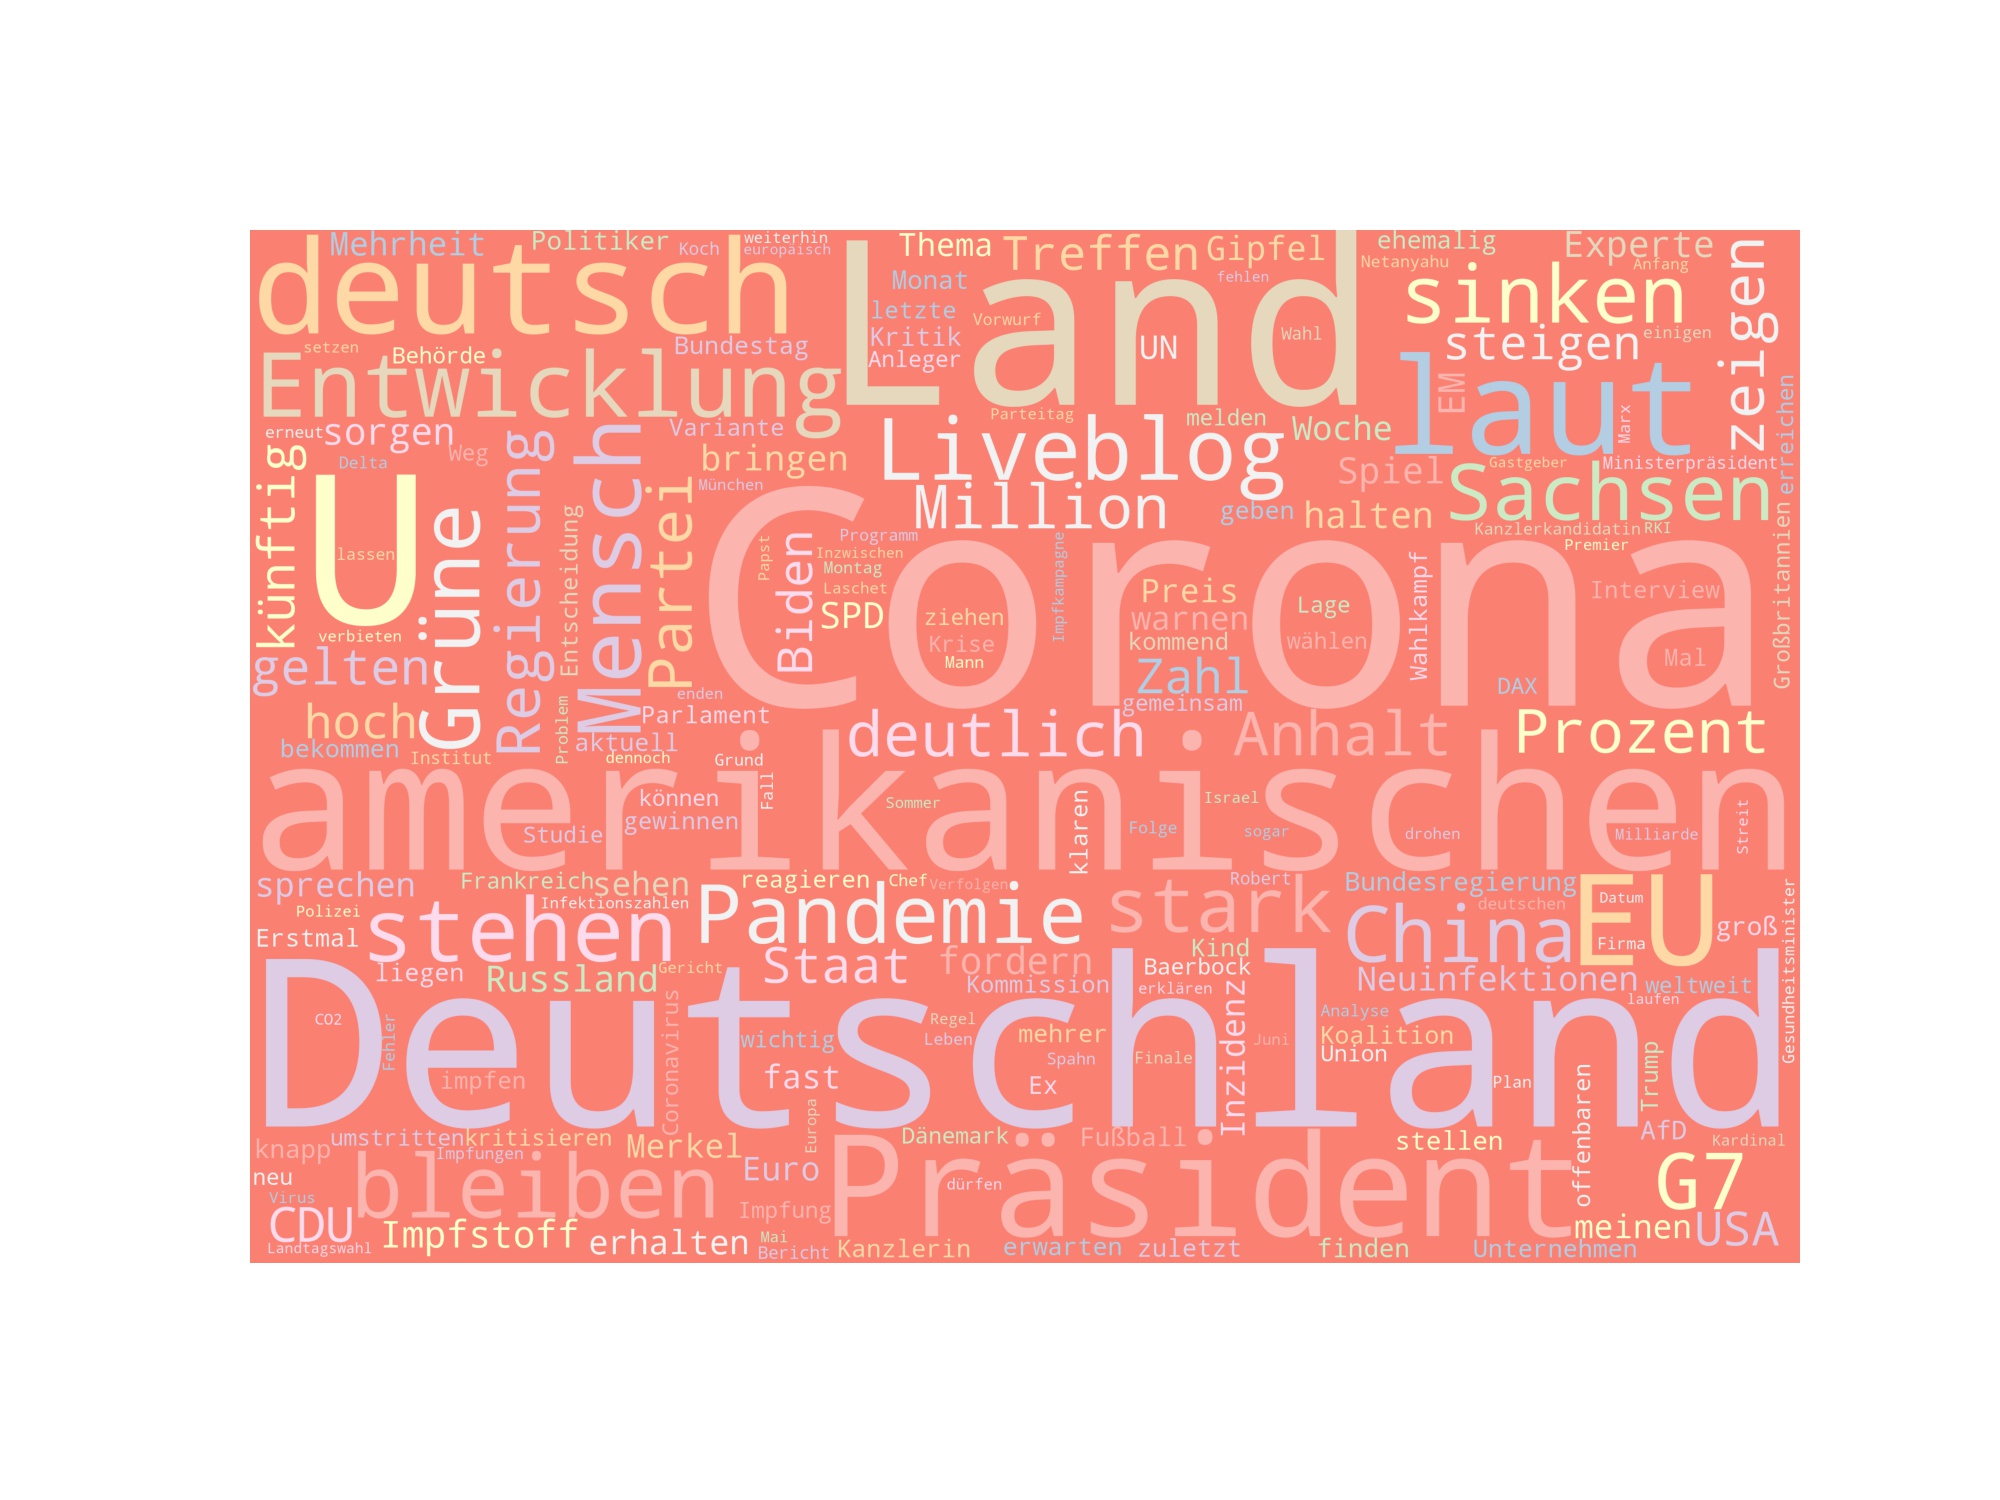 Mehrheit
Politiker
Koch
weiterhin
europäisch
deutsch
setzen
Behörde
Bundestag
Entwicklung
Land
Thema
Treffen
Gipfel
Monat
letzte
Kritik
Anleger
Vorwurf
fehlen
UN
Wahl
ehemalig
Netanyahu
Experte
Anfang
sinken
steigen
einigen
zeigen
laut
EM
Marx
erreichen
erneut
sorgen
Weg
Delta
Variante
bringen
München
Parteitag
melden
Woche
Liveblog
Million
geben
halten
Spiel
Gastgeber
Ministerpräsident
Sachsen
Kanzlerkandidatin
RKI
Premier
Großbritannien
künftig
U
lassen
verbieten
Grüne
Regierung
Entscheidung
Mensch
Partei
Corona
Programm
Inzwischen
Montag
Laschet
SPD
Papst
Biden
ziehen
Krise
Mann
Impfkampagne
Preis
warnen
kommend
Zahl
gemeinsam
Lage
wählen
Wahlkampf
Interview
Mal
DAX
gelten
hoch
bekommen
Institut
Problem
enden
Parlament
aktuell
dennoch
Grund
deutlich
Anhalt
Prozent
amerikanischen
können
gewinnen
Studie
Fall
Sommer
klaren
Folge
Israel
sogar
drohen
Milliarde
Streit
sprechen
Frankreich
sehen
reagieren
Chef
Verfolgen
Robert
Bundesregierung
deutschen
Datum
EU
Polizei
Infektionszahlen
Erstmal
stehen
Pandemie
stark
China
Firma
groß
Gesundheitsminister
liegen
Russland
Gericht
Staat
fordern
Kommission
Kind
Baerbock
erklären
Neuinfektionen
weltweit
laufen
Deutschland
CO2
Fehler
impfen
Coronavirus
wichtig
fast
Regel
Leben
mehrer
Spahn
Ex
Finale
Inzidenz
Juni
Analyse
Koalition
Union
Plan
offenbaren
Trump
AfD
Kardinal
knapp
umstritten
kritisieren
Impfungen
Merkel
Euro
Europa
Dänemark
Fußball
stellen
neu
Virus
bleiben
Präsident
dürfen
G7
CDU
Landtagswahl
Impfstoff
erhalten
Impfung
Mai
Bericht
Kanzlerin
erwarten
zuletzt
finden
Unternehmen
meinen
USA